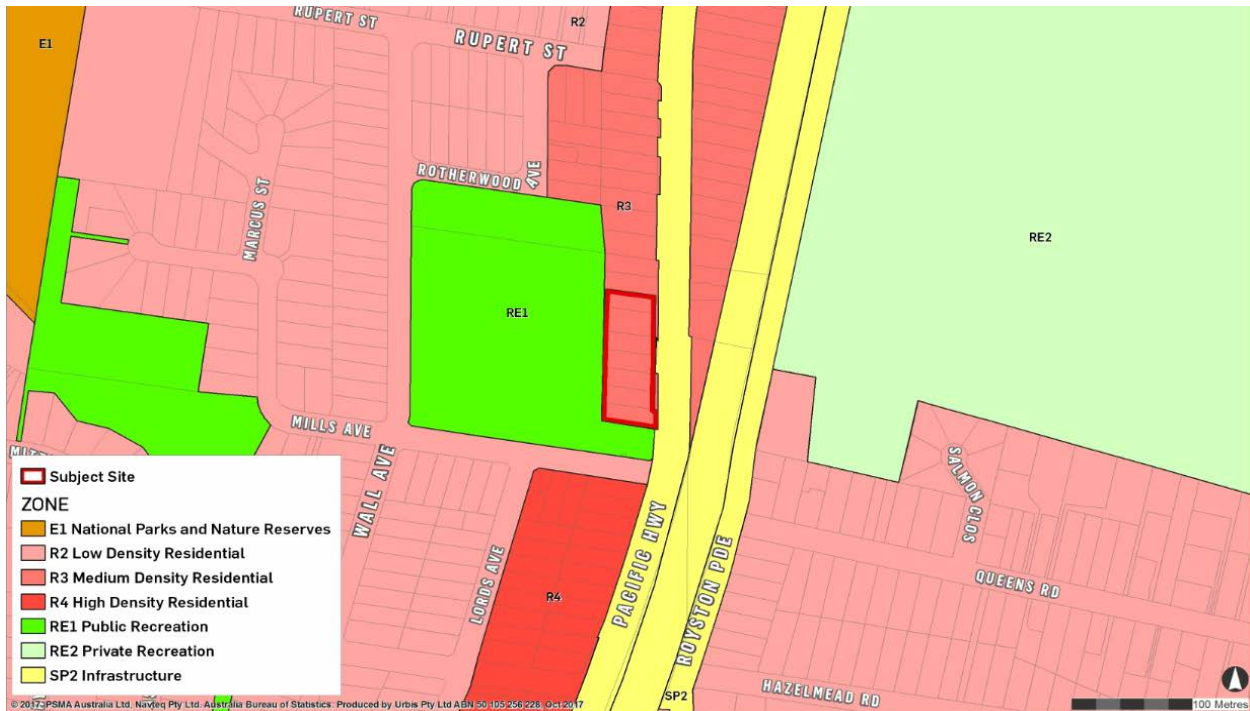 RUPERT ST
R2
E1
RUPERT ST
ROTHERWOOD AVE
MARCUS ST
R3
RE2
RE1
MILLS AVE
WALL AVE
SALMON CLOS
LORDS AVE
R4
PACIFIC HWY
ROYSTON PDE
QUEENS RD
HAZELMEAD RD
SP2
Subject Site
ZONE
E1 National Parks and Nature Reserves
R2 Low Density Residential
R3 Medium Density Residential
R4 High Density Residential
RE1 Public Recreation
RE2 Private Recreation
SP2 Infrastructure
100 Metres
© 2017. PSMA Australia Ltd, Navteq Pty Ltd, Australia Bureau of Statistics. Produced by Urbis Pty Ltd ABN 50 105 256 228, Oct 2017